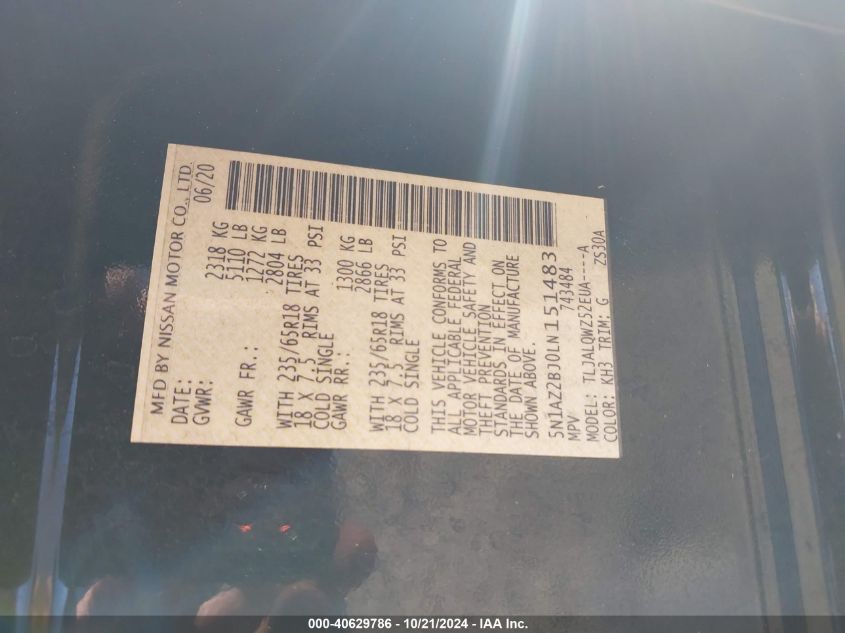 MFD BY NISSAN MOTOR CO., LTD.
DATE: 06/20
GVWR: 2318 KG
5110 LB
GAWR FR.: 1272 KG
2804 LB
WITH 235/65R18 TIRES
18 X 7.5 RIMS AT 33 PSI
COLD SINGLE
GAWR RR.: 1300 KG
2866 LB
WITH 235/65R18 TIRES
18 X 7.5 RIMS AT 33 PSI
COLD SINGLE
THIS VEHICLE CONFORMS TO
ALL APPLICABLE FEDERAL
MOTOR VEHICLE SAFETY AND
THEFT PREVENTION
STANDARDS IN EFFECT ON
THE DATE OF MANUFACTURE
SHOWN ABOVE.
5N1AZ2BJ0LN151483
MPV 743484
MODEL: TLJALQWZ52EUA----A
COLOR: KH3 TRIM: G ZS30A
000-40629786 - 10/21/2024 - IAA Inc.